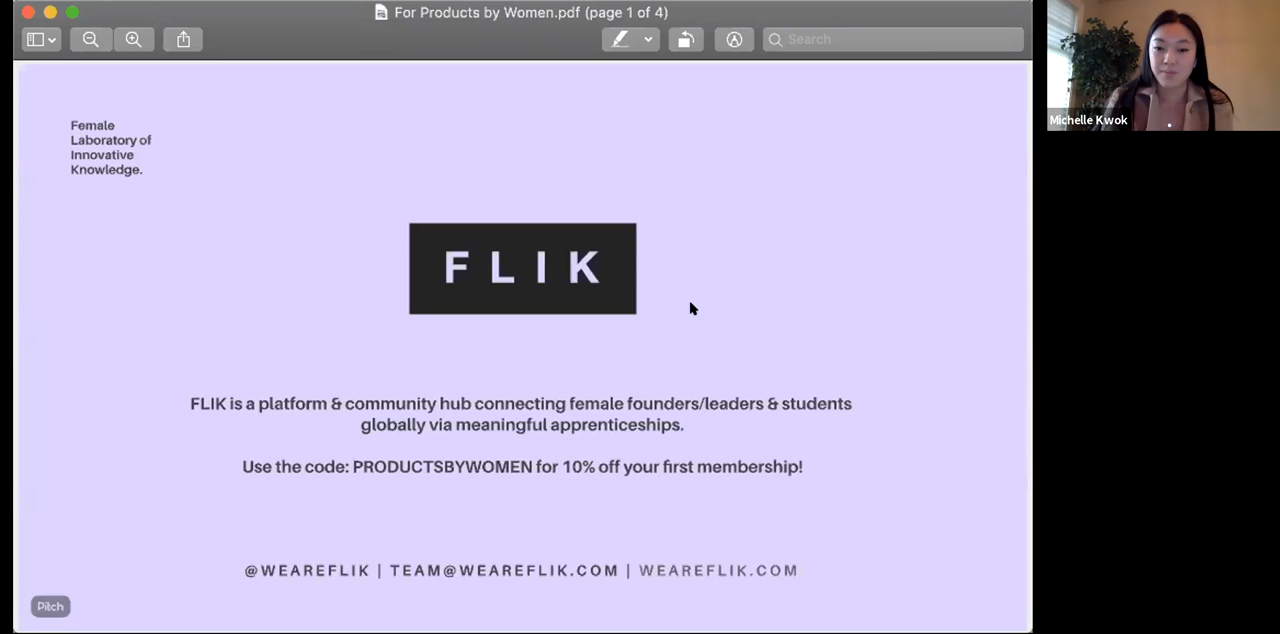 For Products by Women.pdf (page 1 of 4)
Search
Michelle Kwok
Female
Laboratory of
Innovative
Knowledge.
FLIK
FLIK is a platform & community hub connecting female founders/leaders & students
globally via meaningful apprenticeships.
Use the code: PRODUCTSBYWOMEN for 10% off your first membership!
@WEAREFLIK | TEAM@WEAREFLIK.COM | WEAREFLIK.COM
Pitch